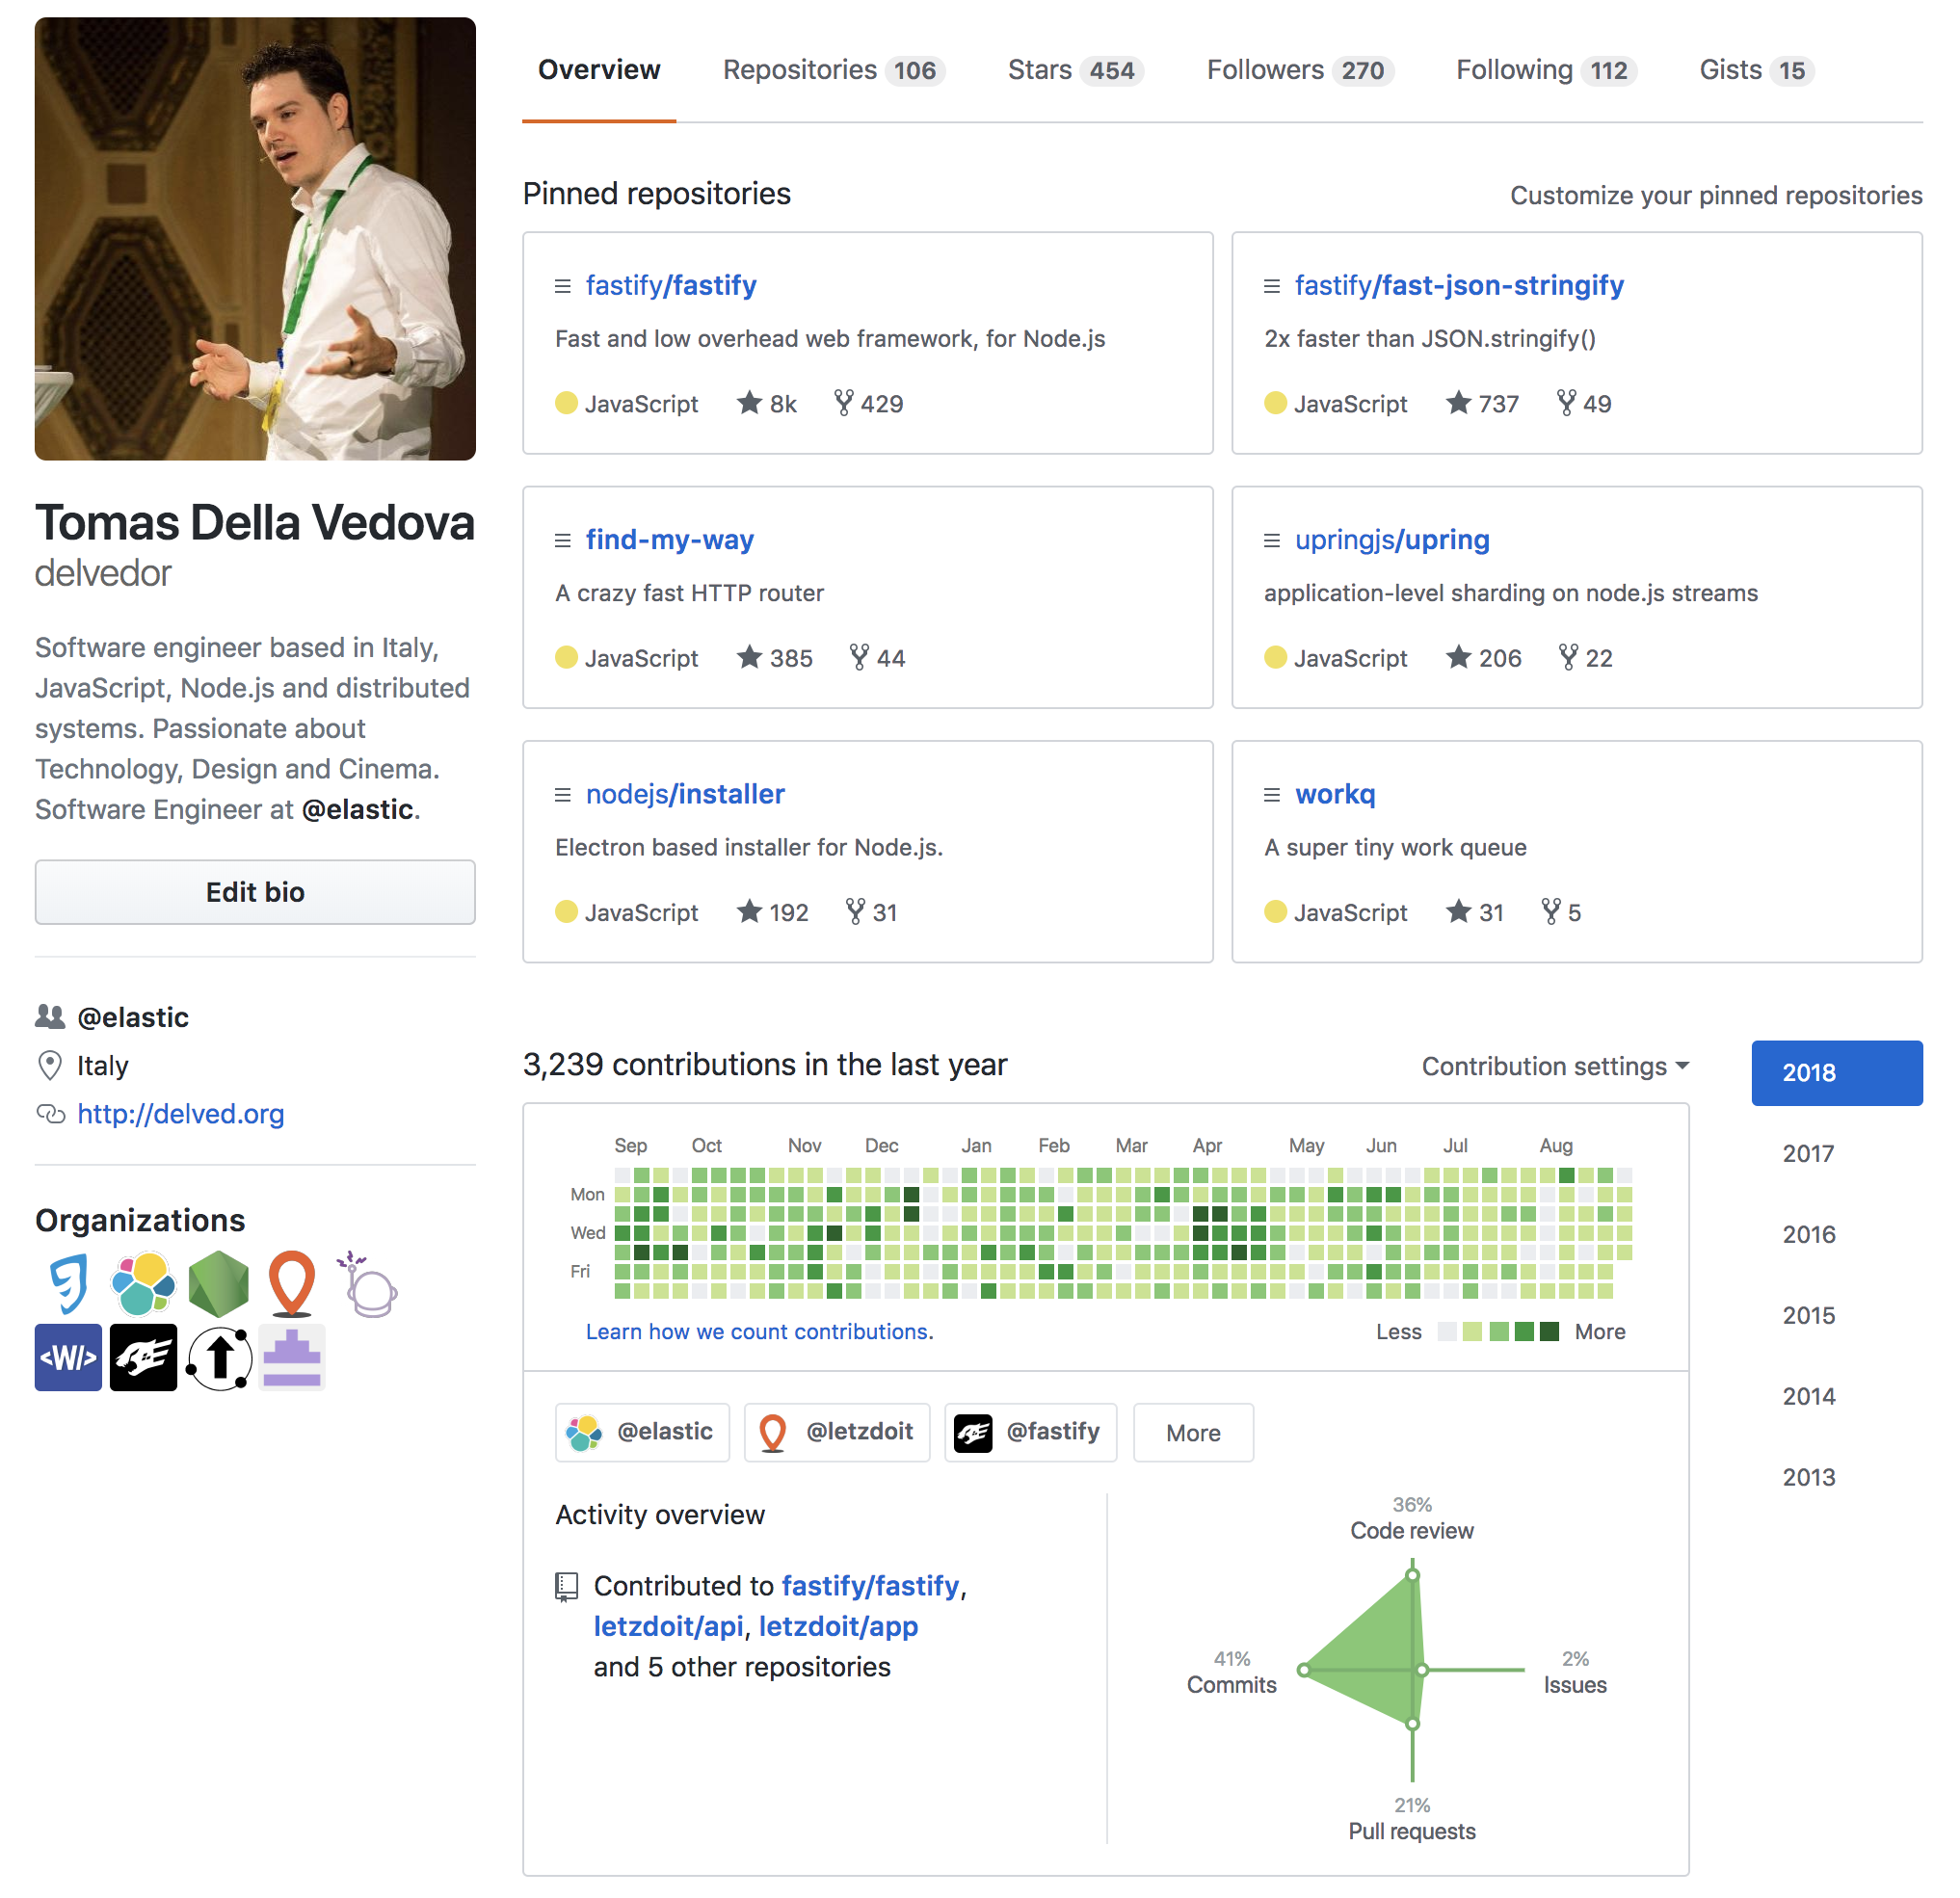 Overview Repositories 106 Stars 454 Followers 270 Following 112 Gists 15
Tomas Della Vedova
delvedor
Software engineer based in Italy,
JavaScript, Node.js and distributed
systems. Passionate about
Technology, Design and Cinema.
Software Engineer at @elastic.
Edit bio
@elastic
Italy
http://delved.org
Organizations
<W/>
Pinned repositories
Customize your pinned repositories
fastify/fastify
Fast and low overhead web framework, for Node.js
JavaScript 8k 429
fastify/fast-json-stringify
2x faster than JSON.stringify()
JavaScript 737 49
find-my-way
A crazy fast HTTP router
JavaScript 385 44
upringjs/upring
application-level sharding on node.js streams
JavaScript 206 22
nodejs/installer
Electron based installer for Node.js.
JavaScript 192 31
workq
A super tiny work queue
JavaScript 31 5
3,239 contributions in the last year
Contribution settings
Sep Oct Nov Dec Jan Feb Mar Apr May Jun Jul Aug
Mon
Wed
Fri
Learn how we count contributions.
Less More
2018
2017
2016
2015
2014
2013
@elastic @letzdoit @fastify More
Activity overview
Contributed to fastify/fastify,
letzdoit/api, letzdoit/app
and 5 other repositories
36%
Code review
41%
Commits
2%
Issues
21%
Pull requests